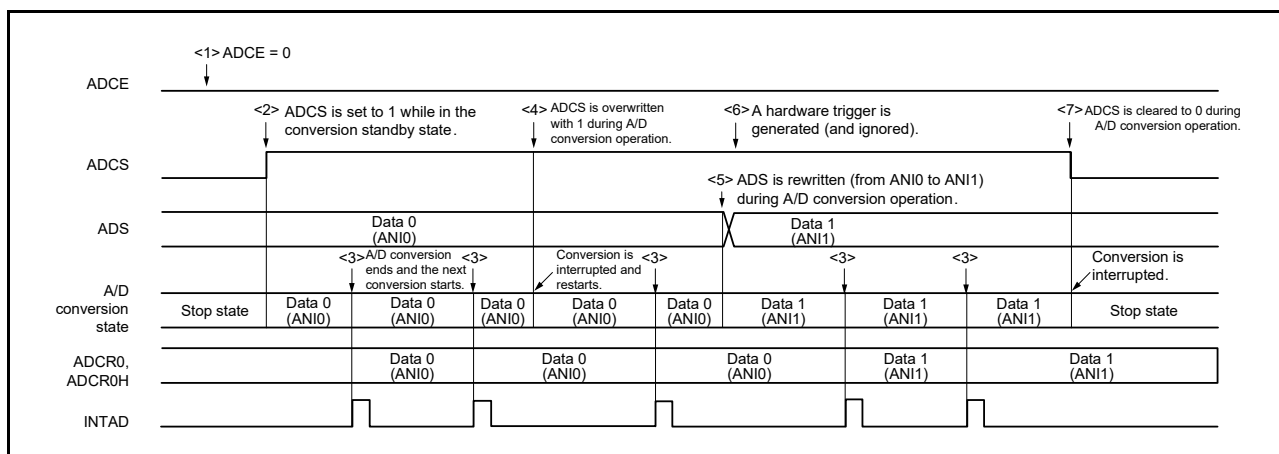 <1> ADCE = 0
ADCE
<2> ADCS is set to 1 while in the
conversion standby state.
<4> ADCS is overwritten
with 1 during A/D
conversion operation.
<6> A hardware trigger is
generated (and ignored).
<7> ADCS is cleared to 0 during
A/D conversion operation.
ADCS
<5> ADS is rewritten (from ANI0 to ANI1)
during A/D conversion operation.
ADS
Data 0
(ANI0)
Data 1
(ANI1)
<3> A/D conversion
ends and the next
conversion starts.
<3>
Conversion is
interrupted and
restarts.
<3>
<3>
<3>
Conversion is
interrupted.
A/D
conversion
state
Stop state
Data 0
(ANI0)
Data 0
(ANI0)
Data 0
(ANI0)
Data 0
(ANI0)
Data 0
(ANI0)
Data 1
(ANI1)
Data 1
(ANI1)
Data 1
(ANI1)
Stop state
ADCR0,
ADCR0H
Data 0
(ANI0)
Data 0
(ANI0)
Data 0
(ANI0)
Data 1
(ANI1)
Data 1
(ANI1)
INTAD